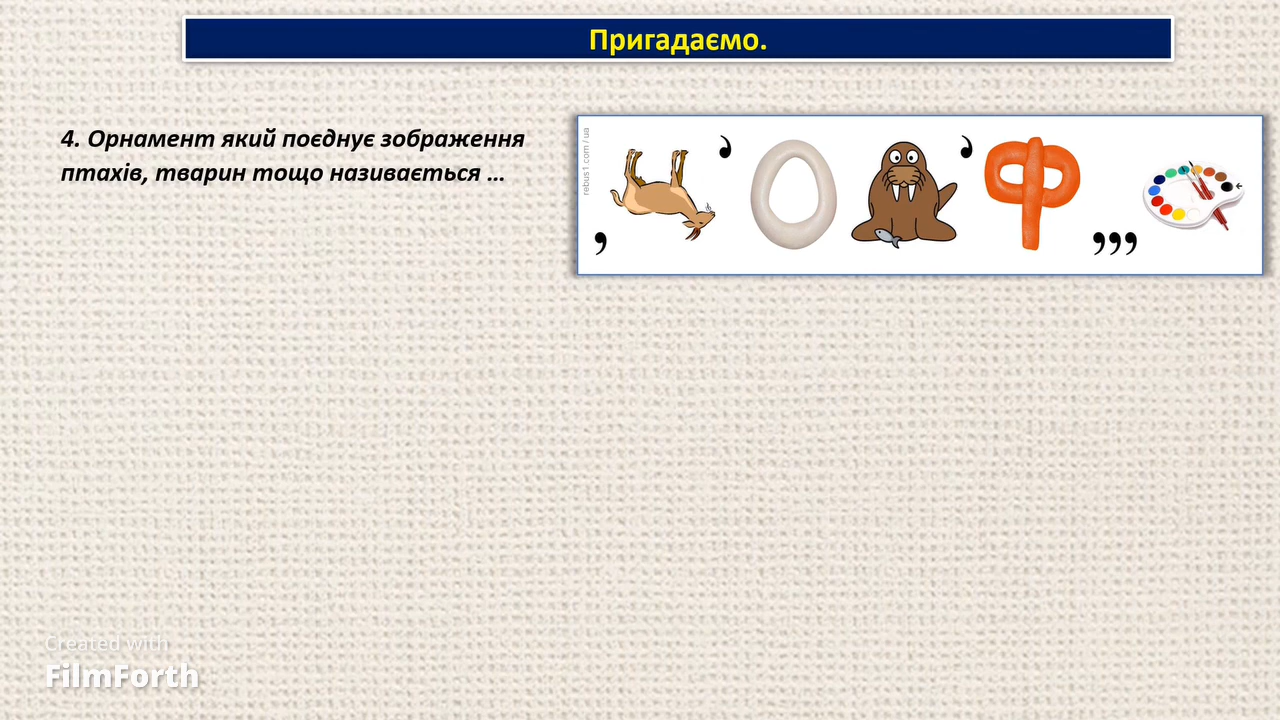 Пригадаємо.
4. Орнамент який поєднує зображення
птахів, тварин тощо називається ...
rebus1.com / ua
,
,
О
,
Ф
,,,
Created with
FilmForth